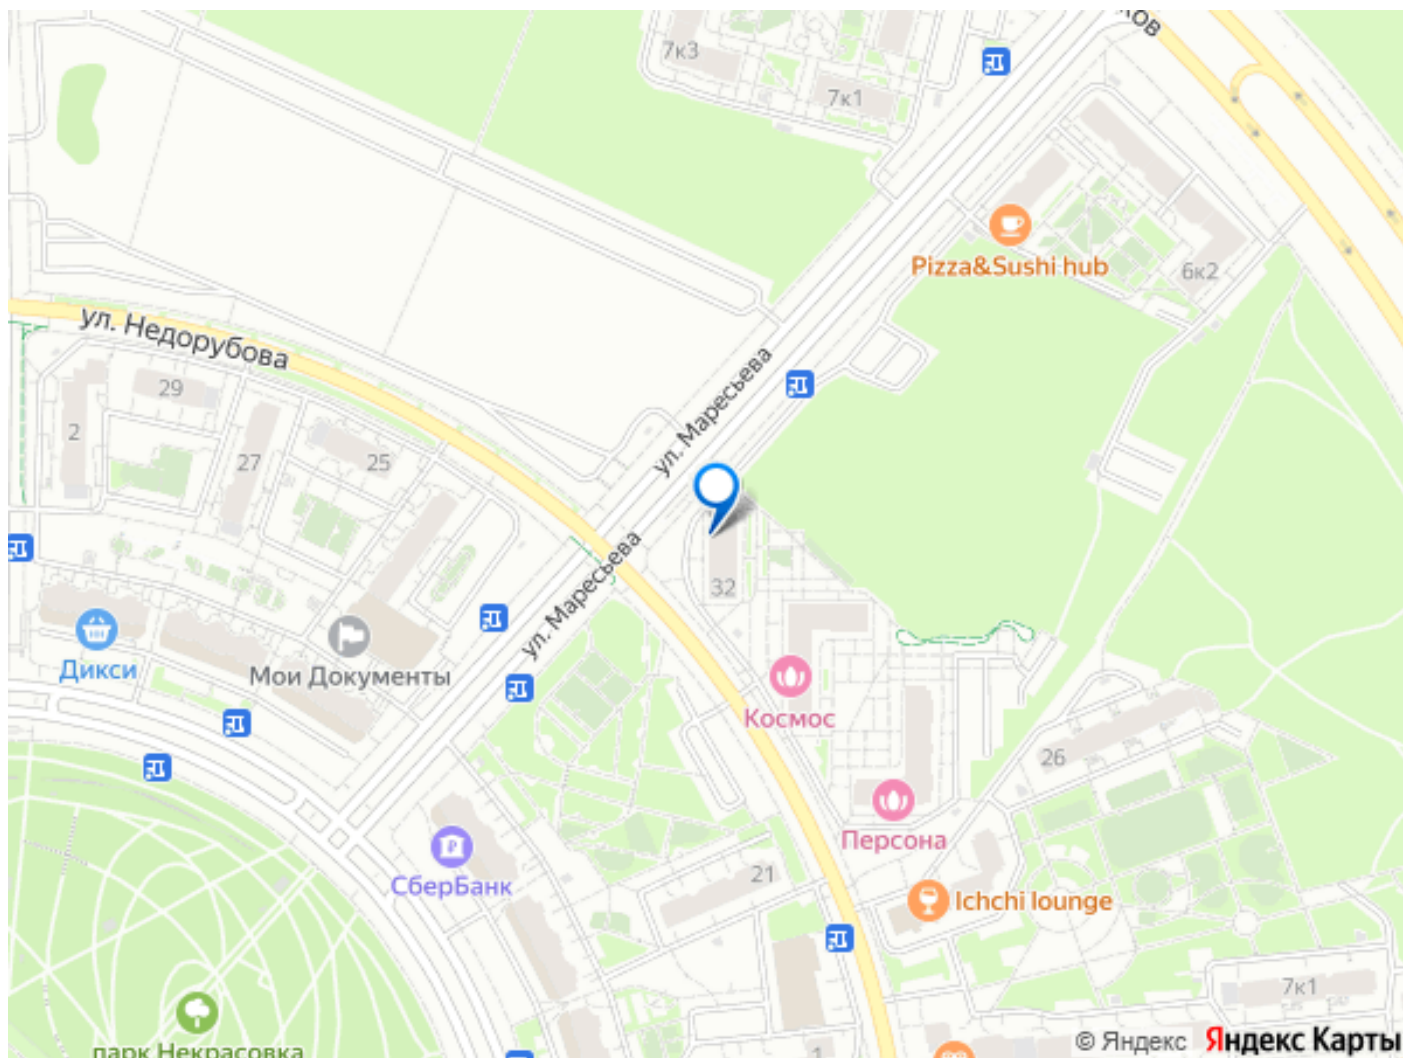 ков
7к3
7к1
Pizza&Sushi hub
6к2
ул. Недорубова
ул. Маресьева
29
2
27
25
32
ул. Маресьева
Дикси
Мои Документы
Космос
26
Персона
СберБанк
21
Ichchi lounge
7к1
парк Некрасовка
1
© Яндекс Яндекс Карты